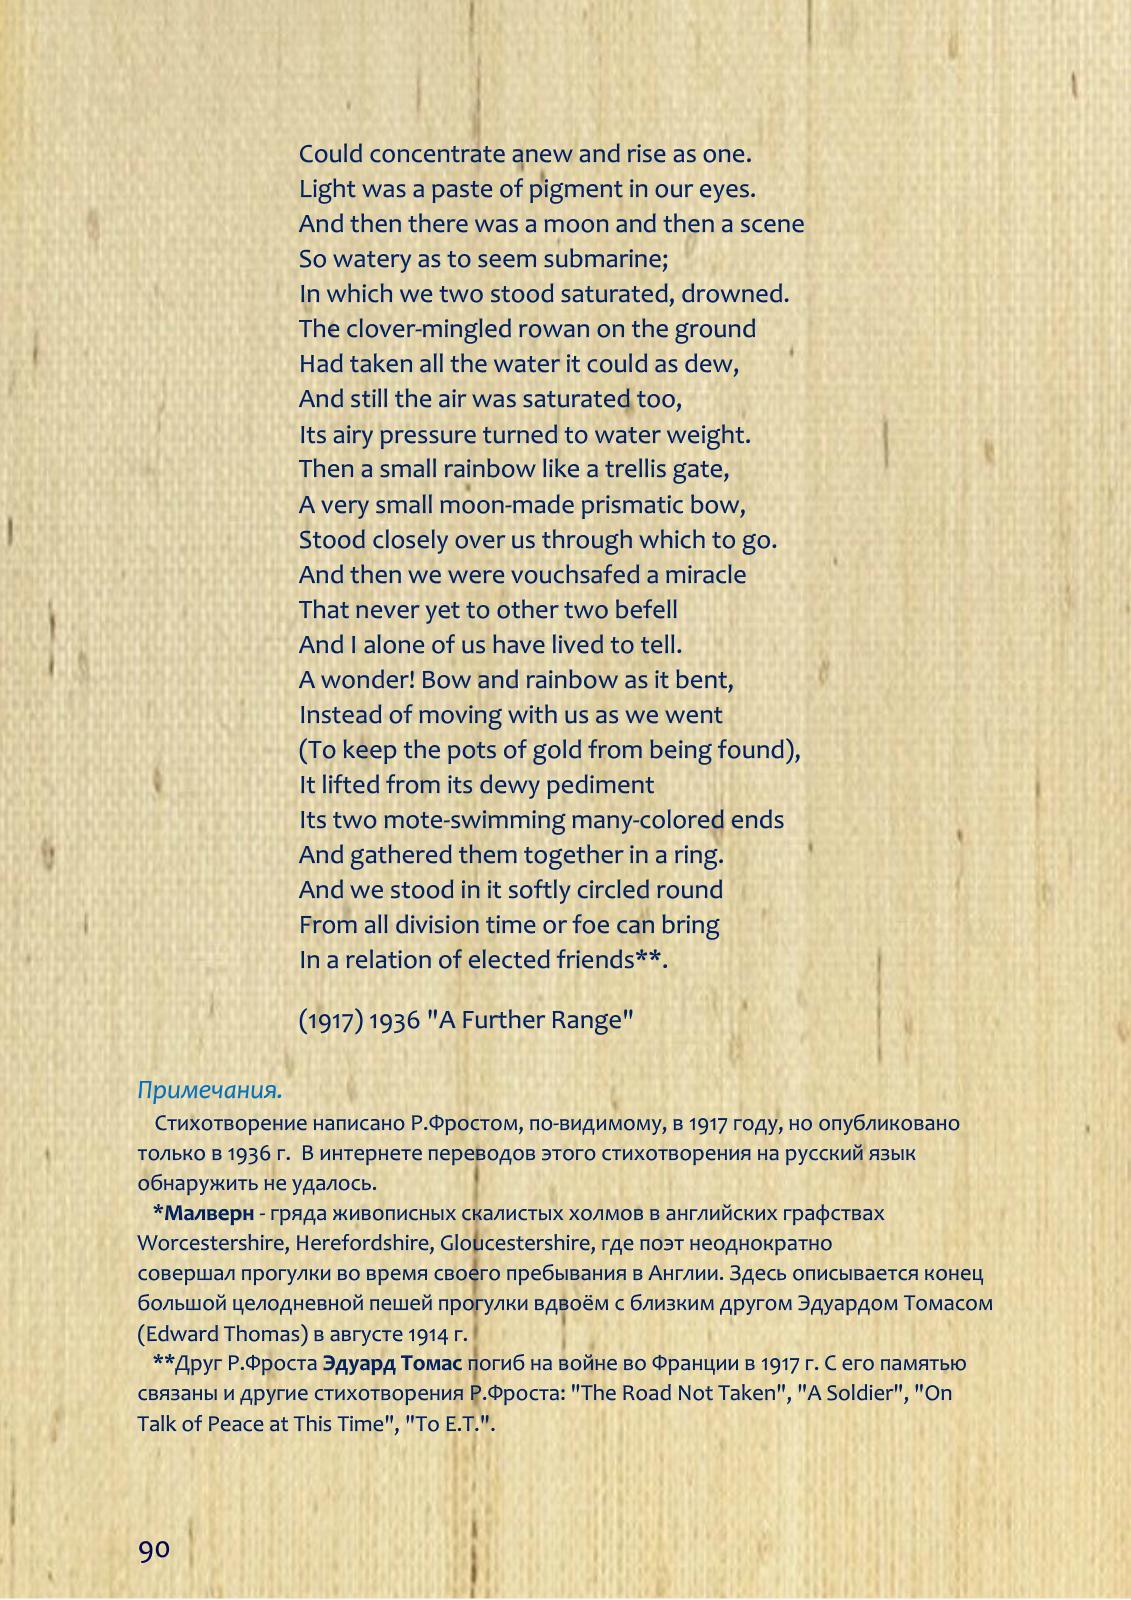 Could concentrate anew and rise as one.
Light was a paste of pigment in our eyes.
And then there was a moon and then a scene
So watery as to seem submarine;
In which we two stood saturated, drowned.
The clover-mingled rowan on the ground
Had taken all the water it could as dew,
And still the air was saturated too,
Its airy pressure turned to water weight.
Then a small rainbow like a trellis gate,
A very small moon-made prismatic bow,
Stood closely over us through which to go.
And then we were vouchsafed a miracle
That never yet to other two befell
And I alone of us have lived to tell.
A wonder! Bow and rainbow as it bent,
Instead of moving with us as we went
(To keep the pots of gold from being found),
It lifted from its dewy pediment
Its two mote-swimming many-colored ends
And gathered them together in a ring.
And we stood in it softly circled round
From all division time or foe can bring
In a relation of elected friends**.
(1917) 1936 "A Further Range"
Примечания.
Стихотворение написано Р.Фростом, по-видимому, в 1917 году, но опубликовано
только в 1936 г. В интернете переводов этого стихотворения на русский язык
обнаружить не удалось.
*Малверн - гряда живописных скалистых холмов в английских графствах
Worcestershire, Herefordshire, Gloucestershire, где поэт неоднократно
совершал прогулки во время своего пребывания в Англии. Здесь описывается конец
большой целодневной пешей прогулки вдвоём с близким другом Эдуардом Томасом
(Edward Thomas) в августе 1914 г.
**Друг Р.Фроста Эдуард Томас погиб на войне во Франции в 1917 г. С его памятью
связаны и другие стихотворения Р.Фроста: "The Road Not Taken", "A Soldier", "On
Talk of Peace at This Time", "To E.T.".
90